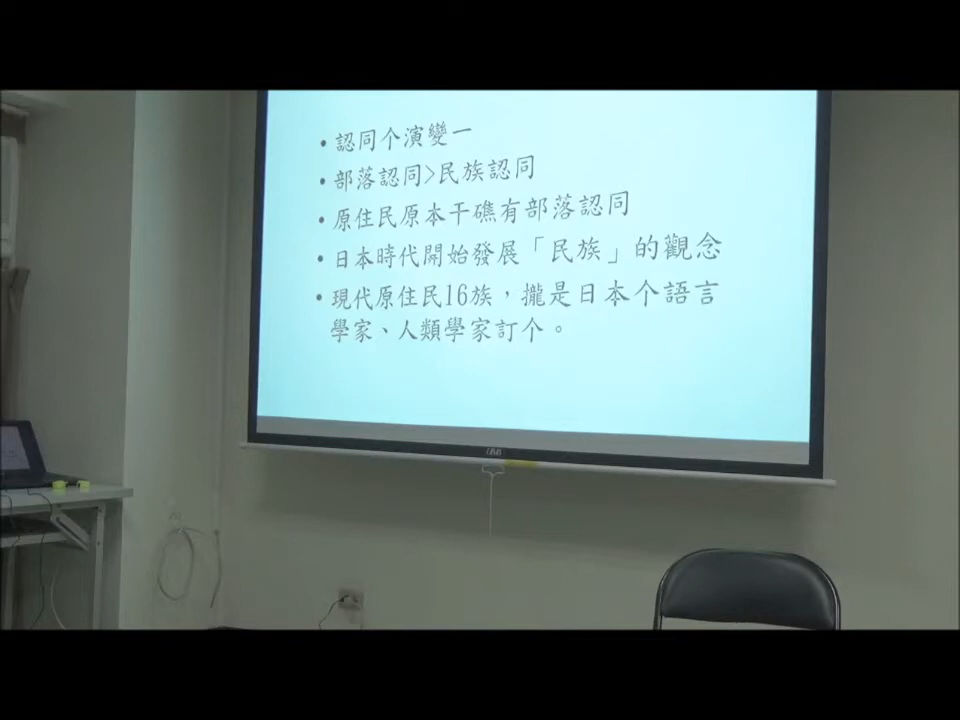 • 認同个演變一
• 部落認同>民族認同
• 原住民原本干礁有部落認同
• 日本時代開始發展「民族」的觀念
• 現代原住民16族，攏是日本个語言
學家、人類學家訂个。